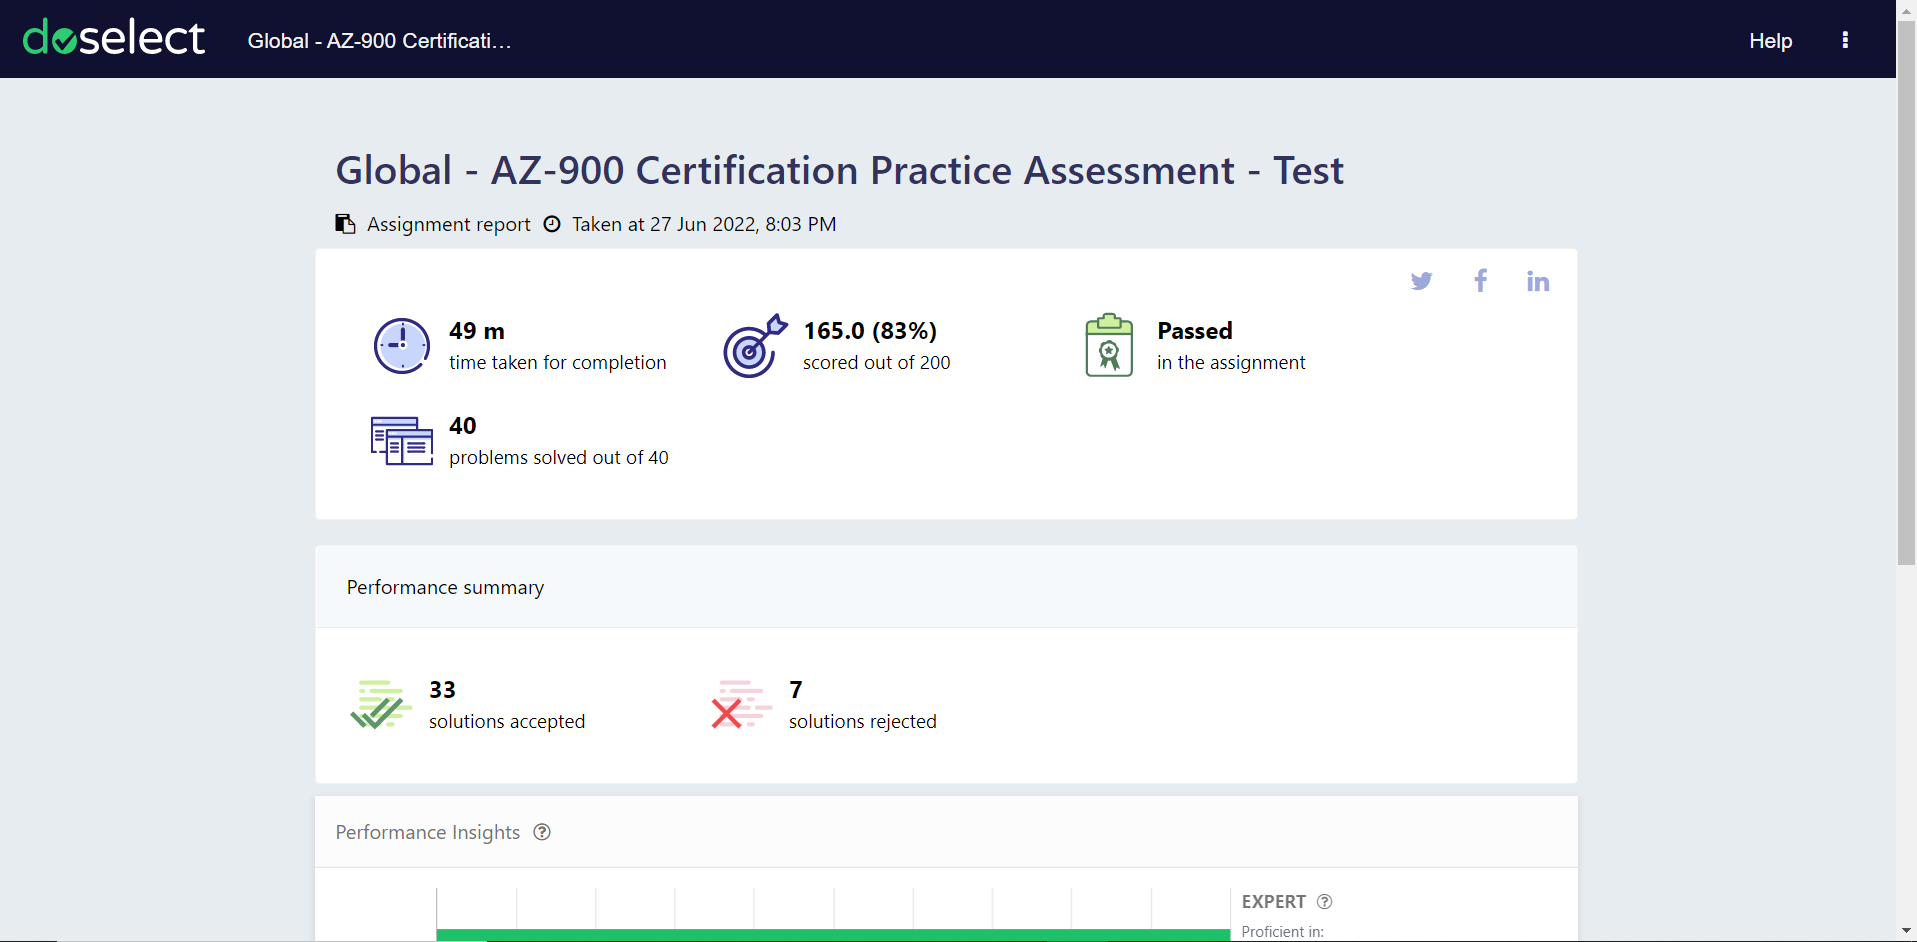 doselect
Global - AZ-900 Certificati...
Help
Global - AZ-900 Certification Practice Assessment - Test
Assignment report Taken at 27 Jun 2022, 8:03 PM
49 m
time taken for completion
165.0 (83%)
scored out of 200
Passed
in the assignment
40
problems solved out of 40
Performance summary
33
solutions accepted
7
solutions rejected
Performance Insights
EXPERT
Proficient in: